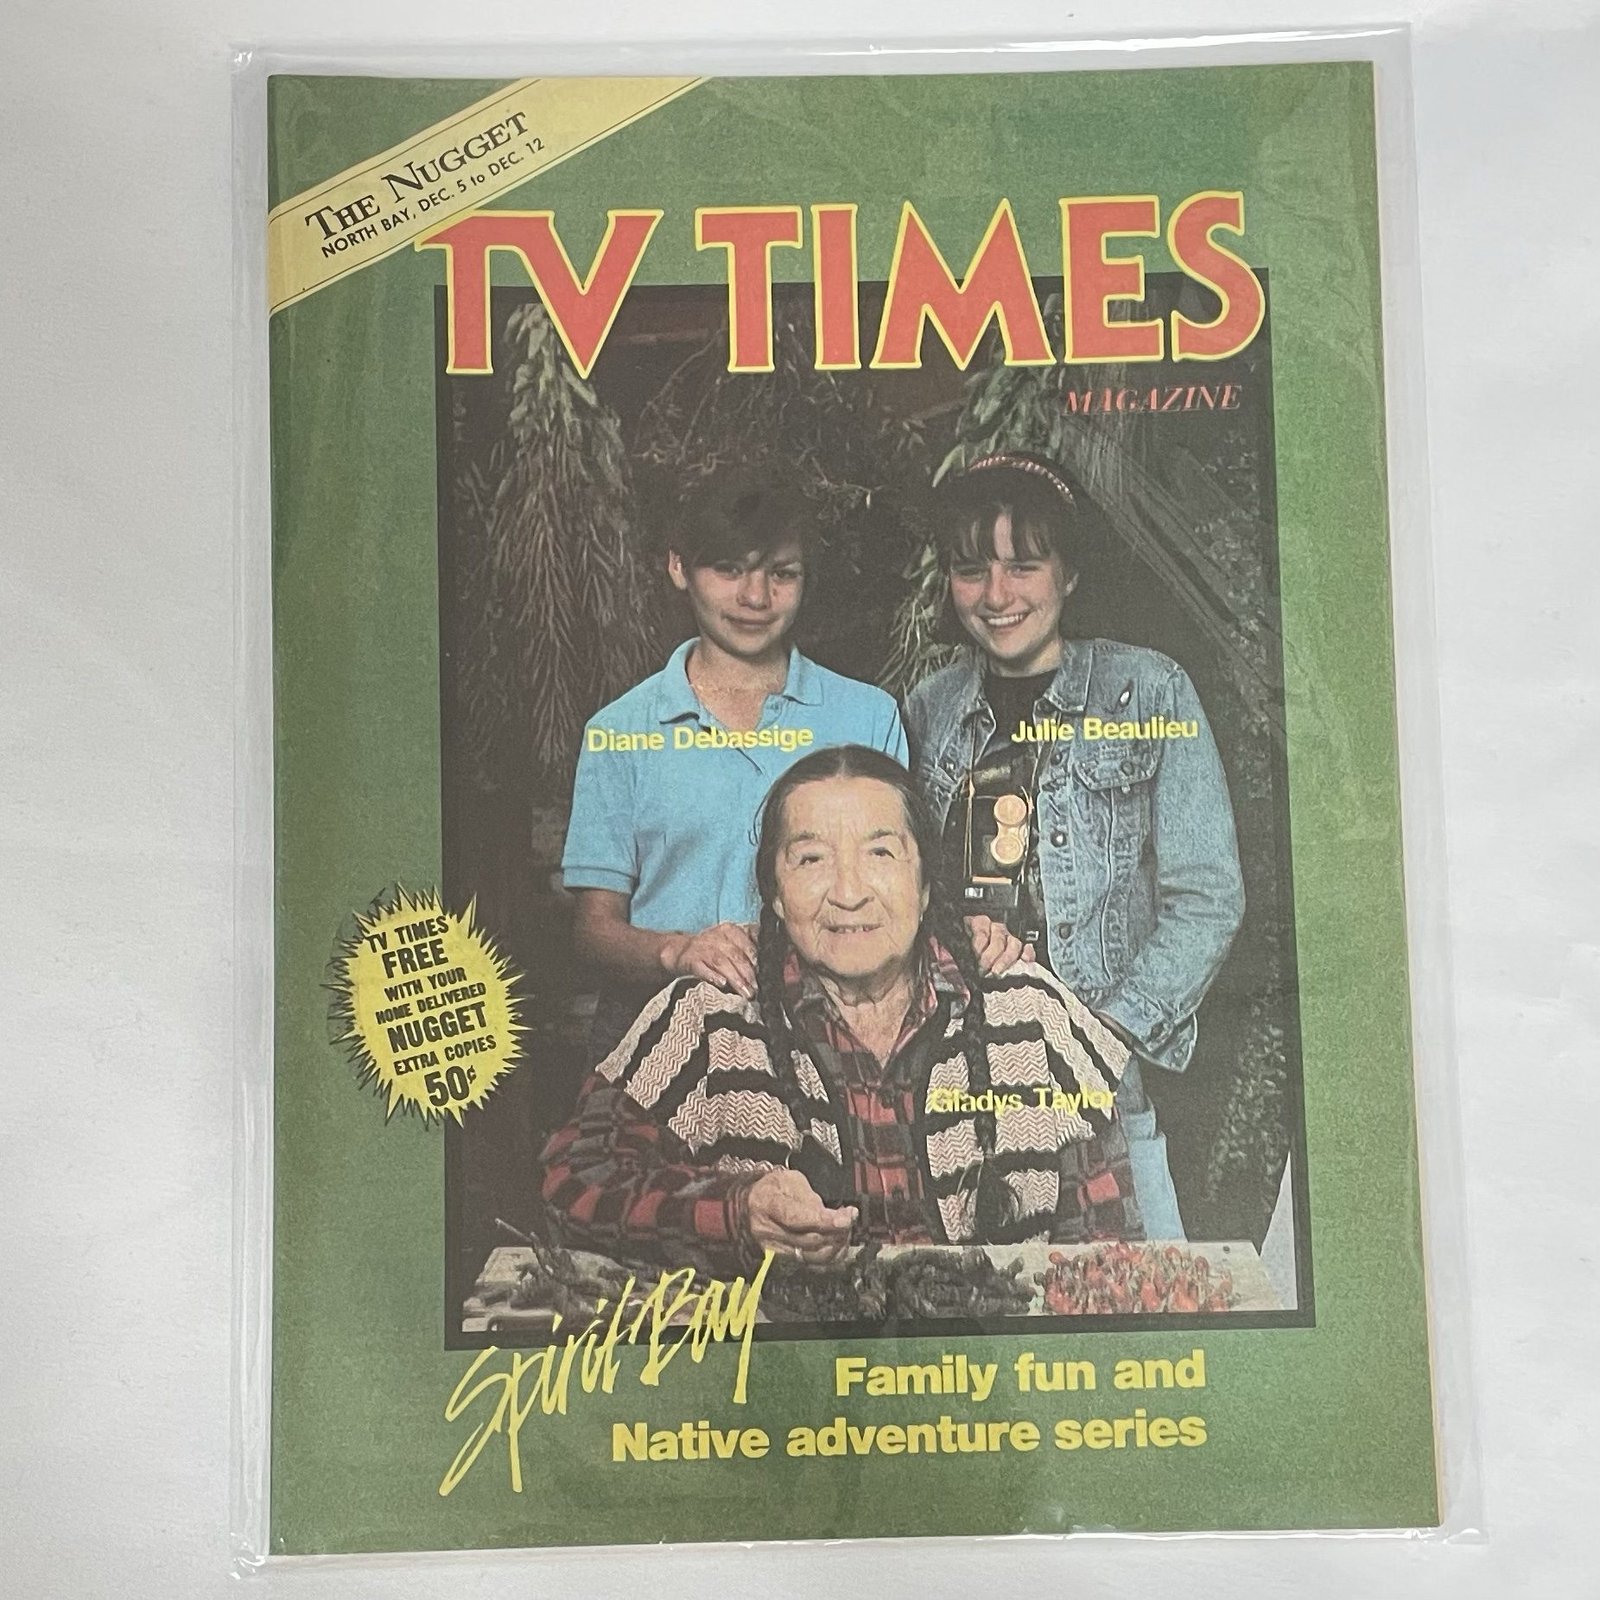 THE NUGGET
NORTH BAY, DEC. 5 to DEC. 12
TV TIMES
MAGAZINE
Diane Debassige
Julie Beaulieu
TV TIMES
FREE
WITH YOUR
HOME DELIVERED
NUGGET
EXTRA COPIES
50¢
Gladys Taylor
Spirit Bay
Family fun and
Native adventure series